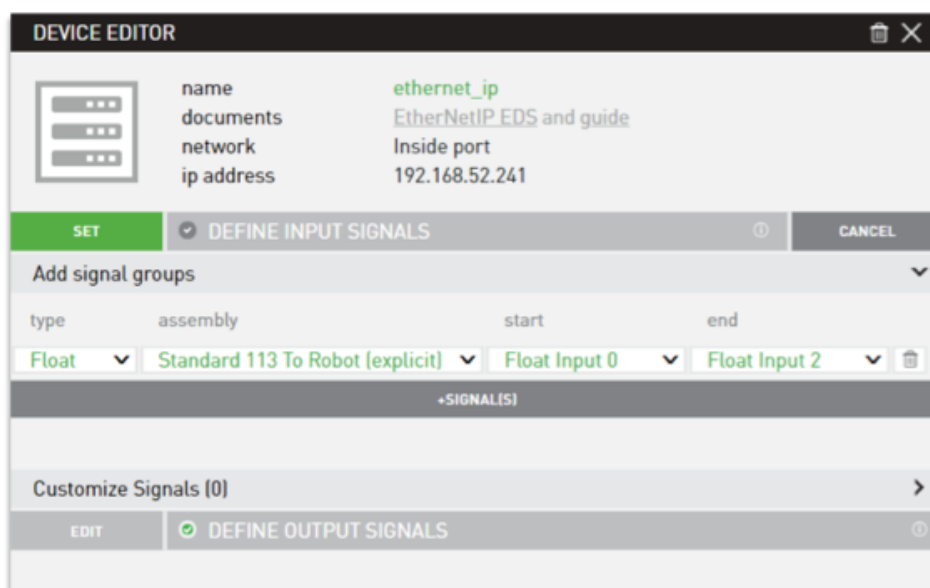 DEVICE EDITOR
name ethernet_ip
documents EtherNetIP EDS and guide
network Inside port
ip address 192.168.52.241
SET DEFINE INPUT SIGNALS CANCEL
Add signal groups
type assembly start end
Float Standard 113 To Robot (explicit) Float Input 0 Float Input 2
+SIGNAL(S)
Customize Signals (0)
EDIT DEFINE OUTPUT SIGNALS